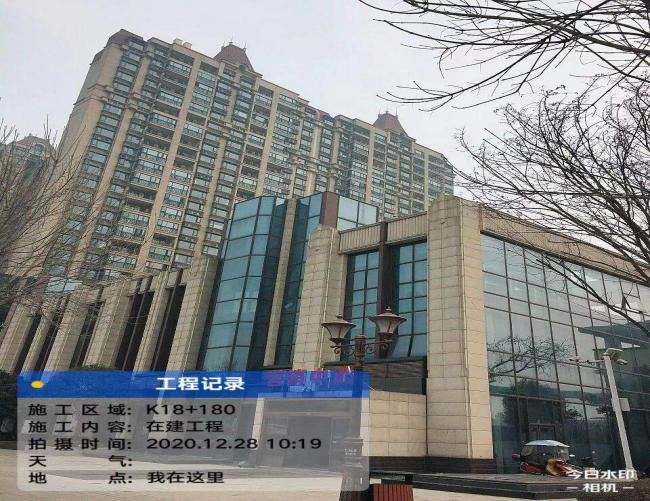 工程记录
施工区域: K18+180
施工内容: 在建工程
拍摄时间: 2020.12.28 10:19
天气:
地点: 我在这里
今日水印
-相机-